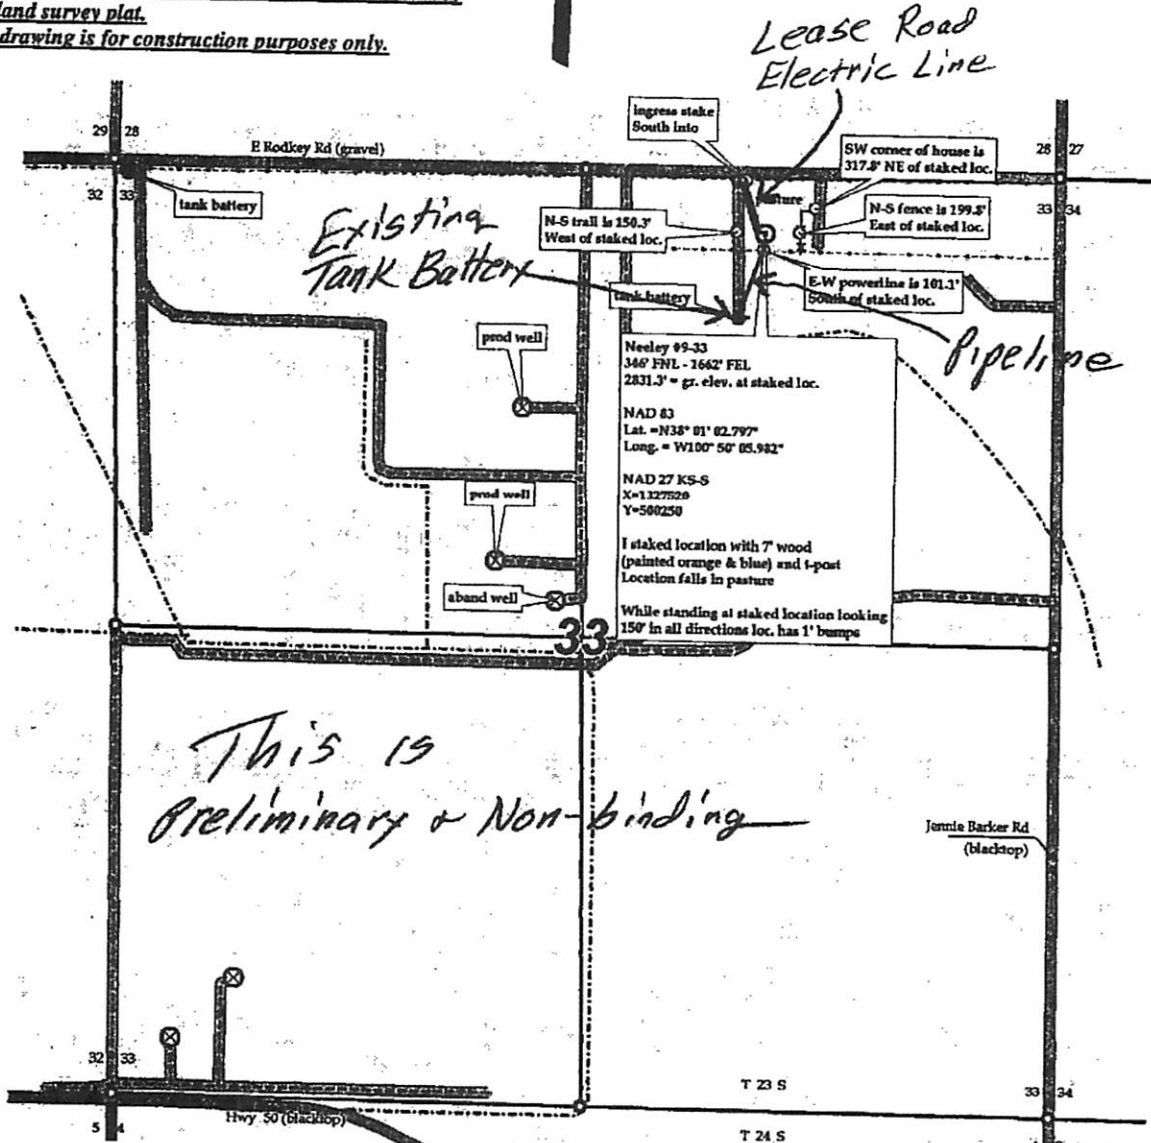 land survey plat.
drawing is for construction purposes only.
Lease Road
Electric Line
ingress stake
South into
29 28
E Rodkey Rd (gravel)
SW corner of house is
317.8' NE of staked loc.
28 27
32 33
tank battery
pasture
33 34
N-S trail is 150.3'
West of staked loc.
N-S fence is 199.8'
East of staked loc.
Existing
Tank Battery
tank battery
E-W powerline is 101.1'
South of staked loc.
prod well
Pipeline
Neeley #9-33
346' FNL - 1662' FEL
2831.3' = gr. elev. at staked loc.
NAD 83
Lat. =N38° 01' 02.797"
Long. = W100° 50' 05.982"
NAD 27 KS-S
X=1327520
Y=500250
prod well
I staked location with 7' wood
(painted orange & blue) and t-post
Location falls in pasture
aband well
While standing at staked location looking
150' in all directions loc. has 1' bumps
33
This is
Preliminary & Non-binding
Jennie Barker Rd
(blacktop)
32 33
T 23 S
33 34
Hwy 50 (blacktop)
5 4
T 24 S